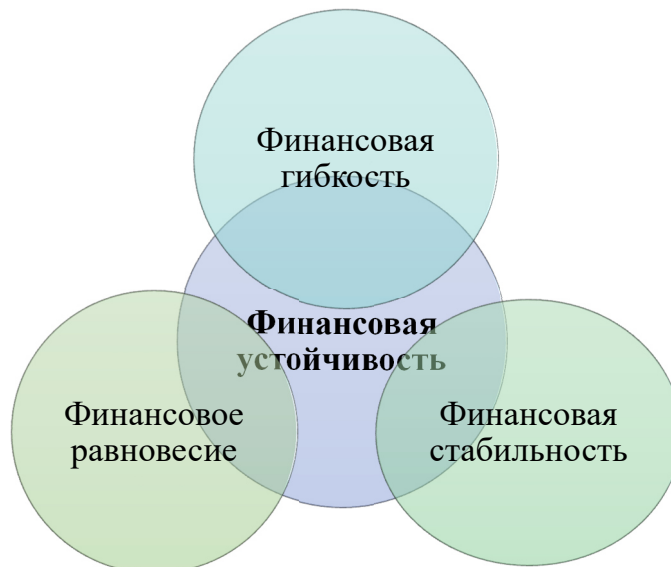 Финансовая
гибкость
Финансовая
устойчивость
Финансовое
равновесие
Финансовая
стабильность